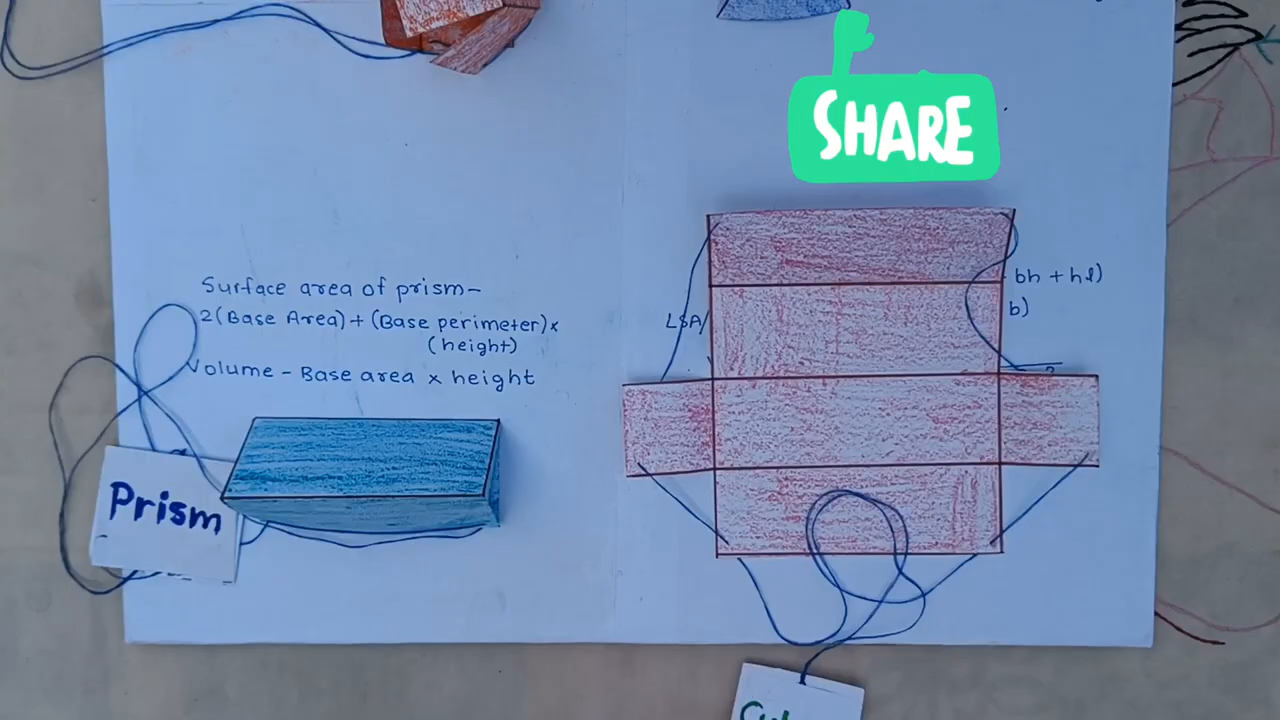 SHARE
Surface area of prism-
2(Base Area)+(Base perimeter)x
(height)
Volume - Base area x height
Prism
bh + hl)
LSA/
b)